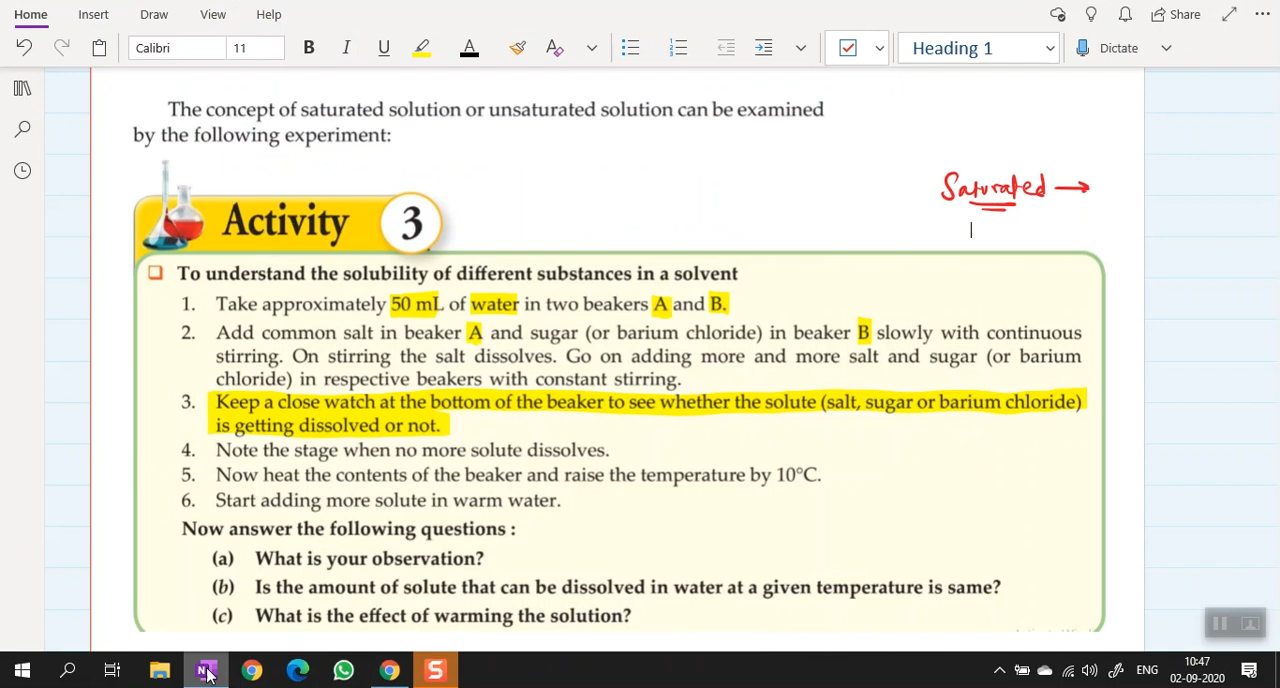 Home Insert Draw View Help Share
Calibri 11 B I U A Heading 1 Dictate
The concept of saturated solution or unsaturated solution can be examined
by the following experiment:
Saturated →
Activity 3
❑ To understand the solubility of different substances in a solvent
1. Take approximately 50 mL of water in two beakers A and B.
2. Add common salt in beaker A and sugar (or barium chloride) in beaker B slowly with continuous
stirring. On stirring the salt dissolves. Go on adding more and more salt and sugar (or barium
chloride) in respective beakers with constant stirring.
3. Keep a close watch at the bottom of the beaker to see whether the solute (salt, sugar or barium chloride)
is getting dissolved or not.
4. Note the stage when no more solute dissolves.
5. Now heat the contents of the beaker and raise the temperature by 10°C.
6. Start adding more solute in warm water.
Now answer the following questions :
(a) What is your observation?
(b) Is the amount of solute that can be dissolved in water at a given temperature is same?
(c) What is the effect of warming the solution?
N S ENG 10:47
02-09-2020